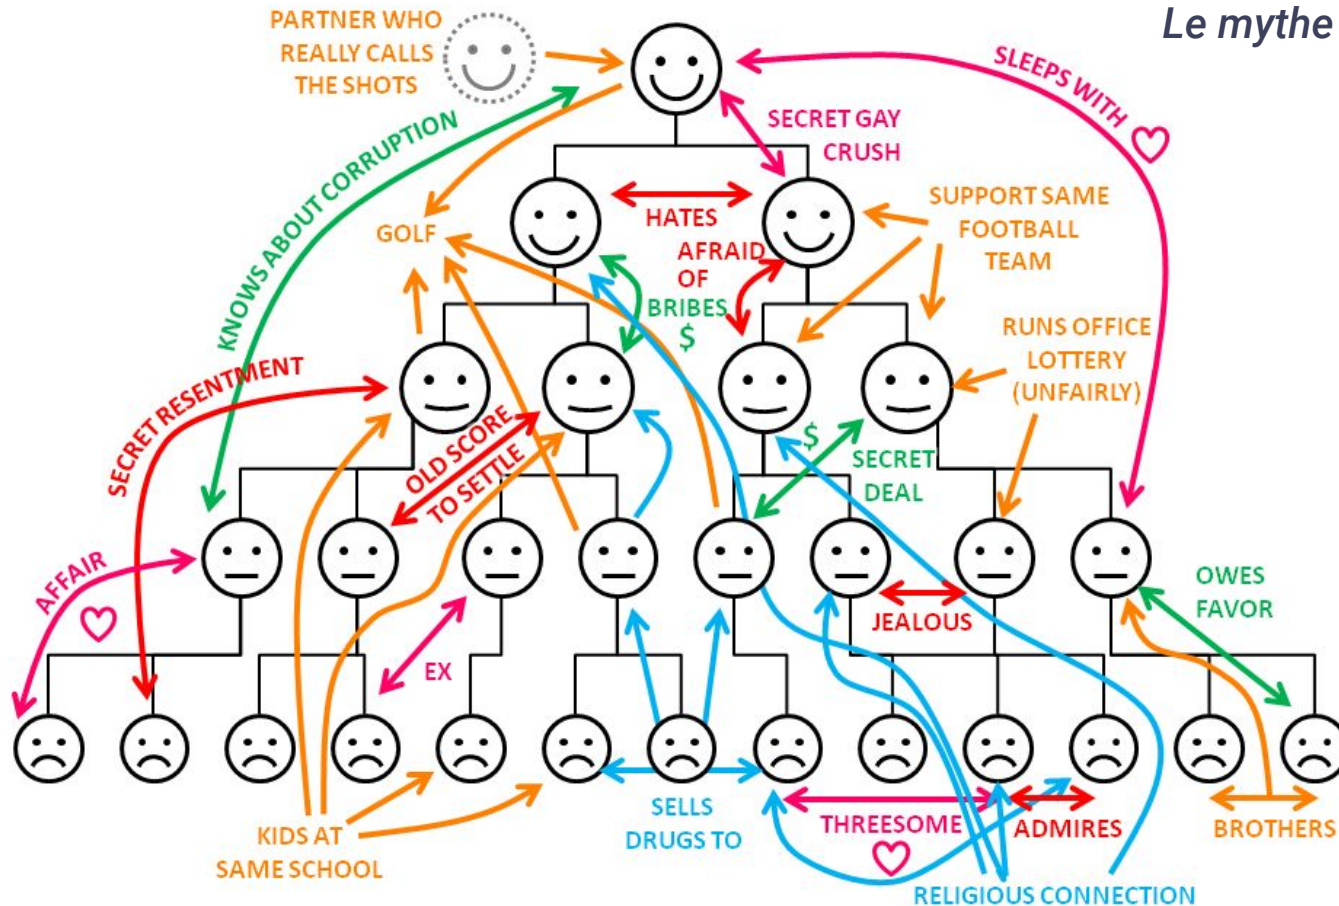 Le mythe
PARTNER WHO
REALLY CALLS
THE SHOTS
SLEEPS WITH
SECRET GAY
CRUSH
KNOWS ABOUT CORRUPTION
GOLF
HATES
SUPPORT SAME
FOOTBALL
TEAM
AFRAID
OF
BRIBES
$
RUNS OFFICE
LOTTERY
(UNFAIRLY)
SECRET RESENTMENT
OLD SCORE
TO SETTLE
$
SECRET
DEAL
AFFAIR
OWES
FAVOR
JEALOUS
EX
SELLS
DRUGS TO
THREESOME
ADMIRES
BROTHERS
KIDS AT
SAME SCHOOL
RELIGIOUS CONNECTION